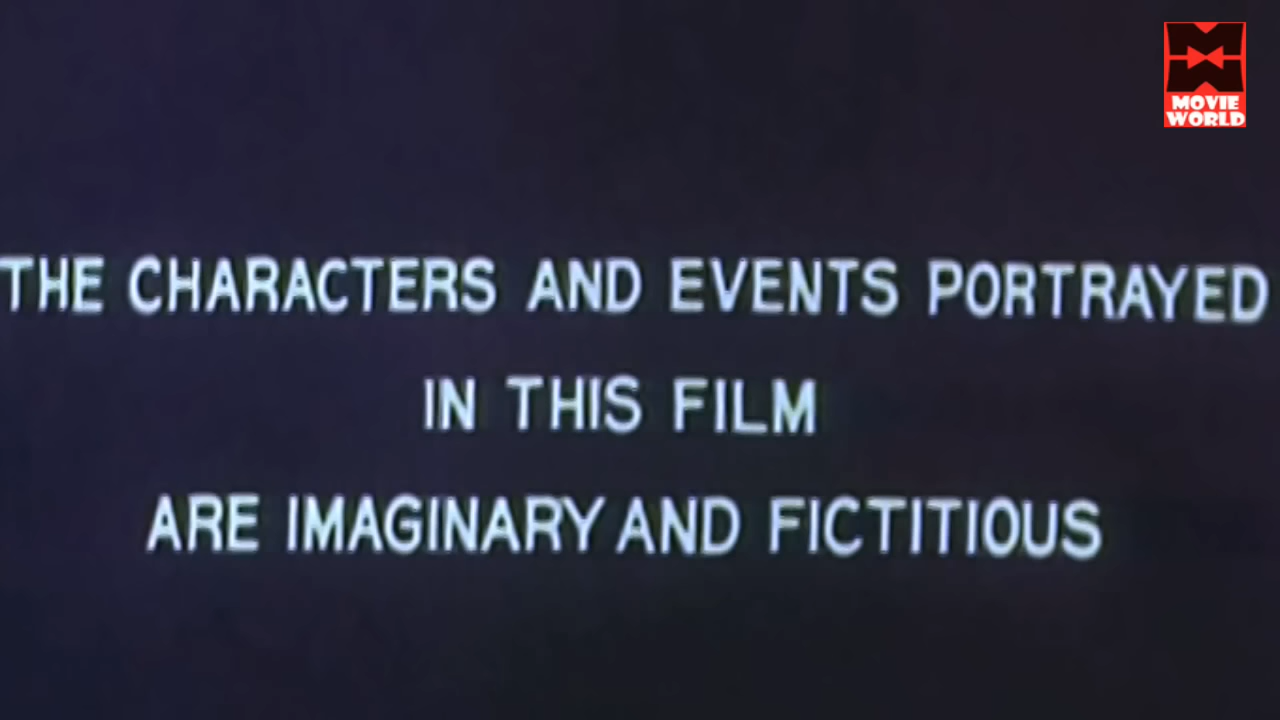 MOVIE
WORLD
THE CHARACTERS AND EVENTS PORTRAYED
IN THIS FILM
ARE IMAGINARY AND FICTITIOUS